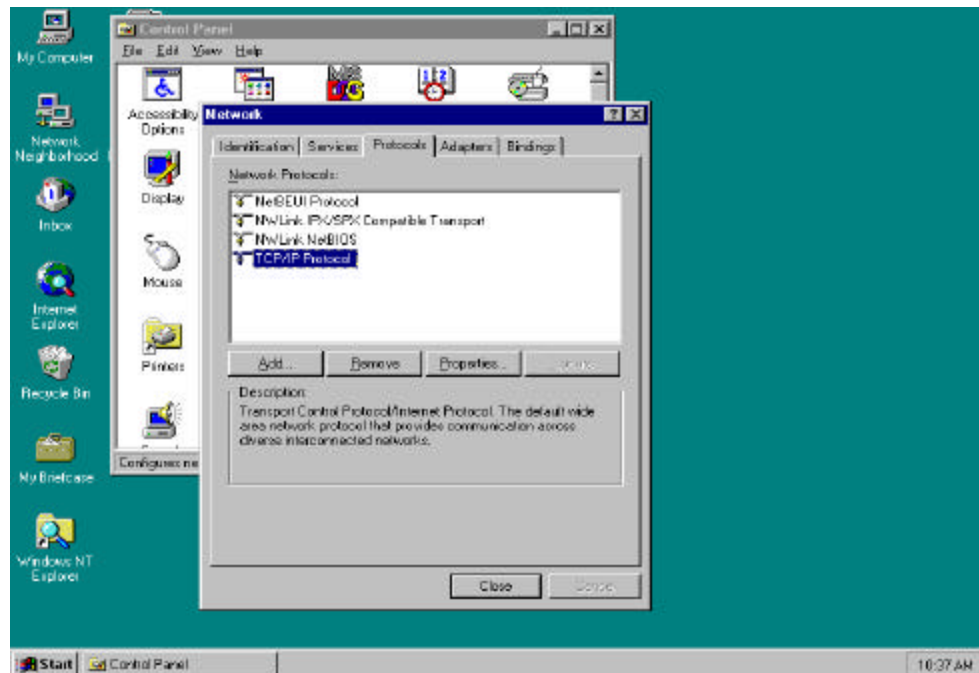 My Computer
Network
Neighborhood
Inbox
Internet
Explorer
Recycle Bin
My Briefcase
Windows NT
Explorer
Control Panel
File Edit View Help
Accessibility
Options
Display
Mouse
Printers
Configures ne
Network
Identification Services Protocols Adapters Bindings
Network Protocols:
NetBEUI Protocol
NWLink IPX/SPX Compatible Transport
NWLink NetBIOS
TCP/IP Protocol
Add... Remove Properties...
Description:
Transport Control Protocol/Internet Protocol. The default wide
area network protocol that provides communication across
diverse interconnected networks.
Close Cancel
Start Control Panel
10:37 AM